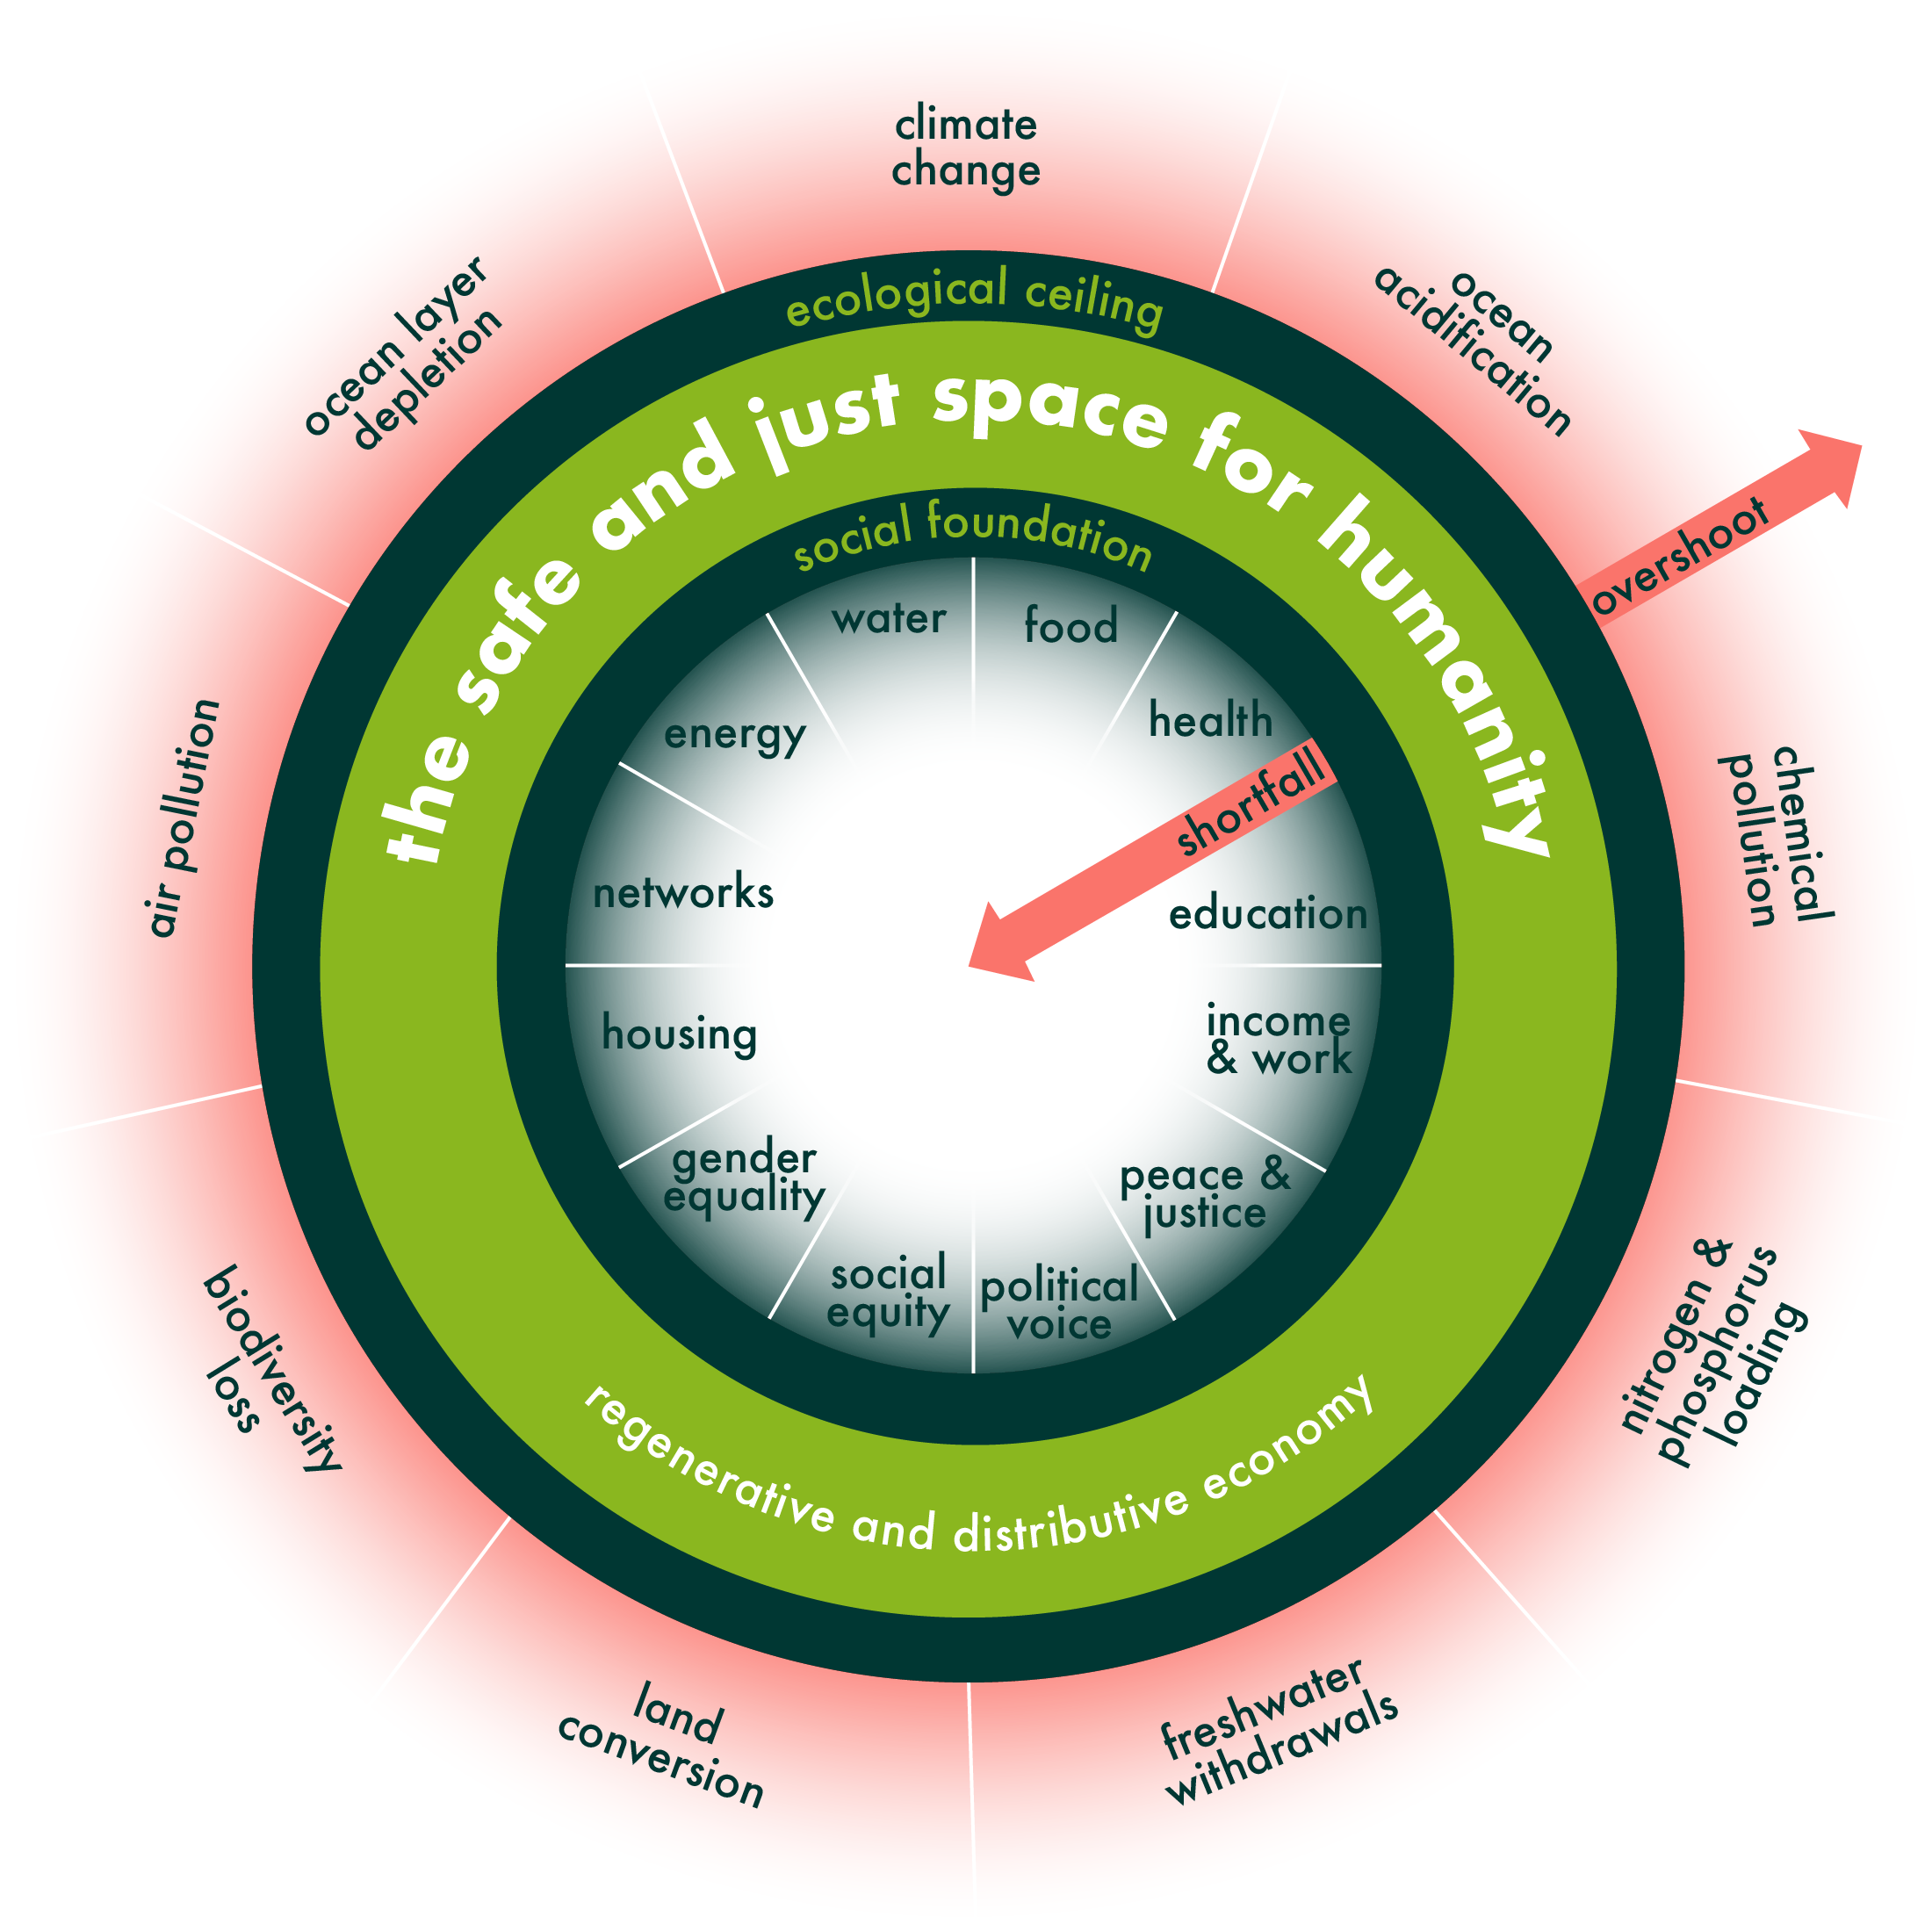 climate
change
ocean
acidification
overshoot
chemical
pollution
nitrogen &
phosphorus
loading
freshwater
withdrawals
land
conversion
biodiversity
loss
air pollution
ocean layer
depletion
ecological ceiling
the safe and just space for humanity
social foundation
water
food
health
shortfall
education
income
& work
peace &
justice
political
voice
social
equity
gender
equality
housing
networks
energy
regenerative and distributive economy